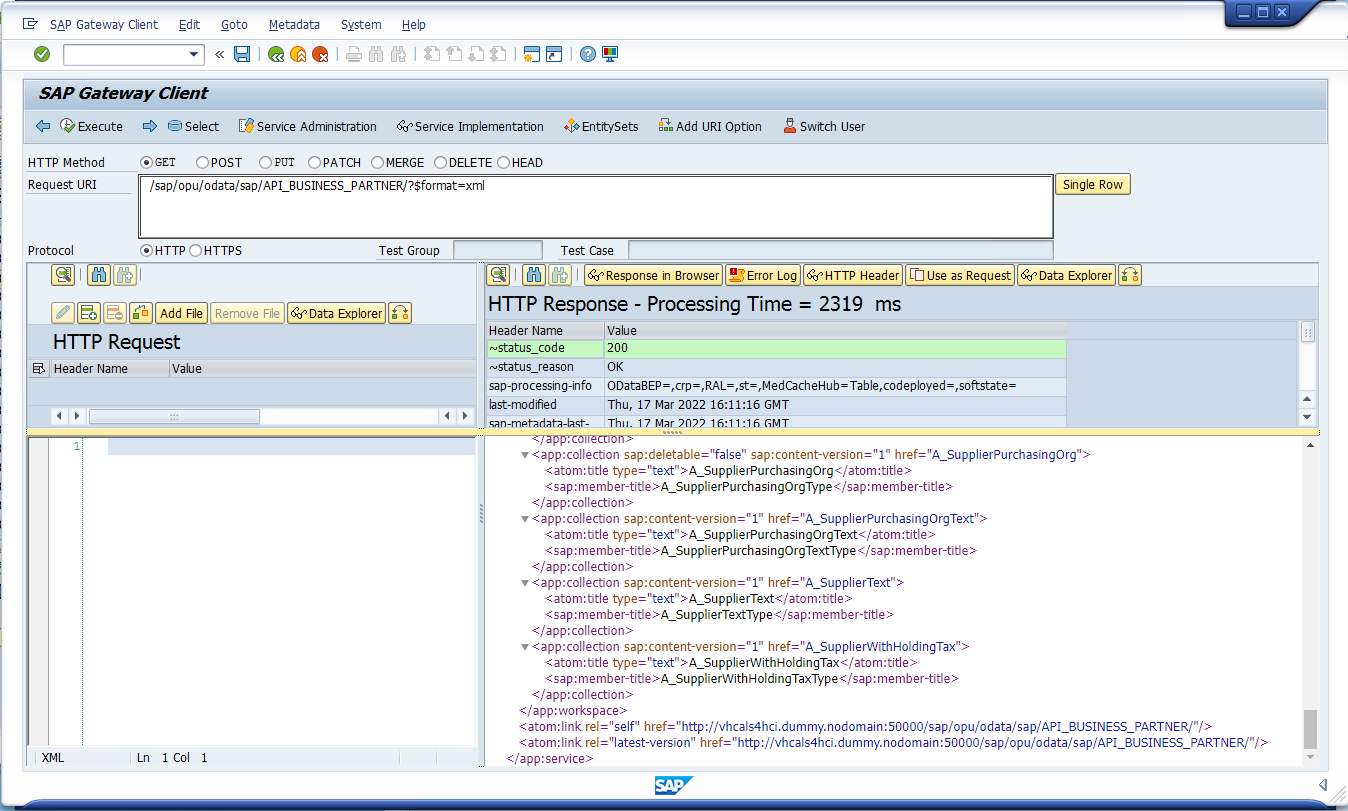 SAP Gateway Client Edit Goto Metadata System Help
SAP Gateway Client
Execute Select Service Administration Service Implementation EntitySets Add URI Option Switch User
HTTP Method GET POST PUT PATCH MERGE DELETE HEAD
Request URI /sap/opu/odata/sap/API_BUSINESS_PARTNER/?$format=xml Single Row
Protocol HTTP HTTPS Test Group Test Case
Response in Browser Error Log HTTP Header Use as Request Data Explorer
Add File Remove File Data Explorer
HTTP Response - Processing Time = 2319 ms
HTTP Request
Header Name Value
Header Name Value
~status_code 200
~status_reason OK
sap-processing-info ODataBEP=,crp=,RAL=,st=,MedCacheHub=Table,codeployed=,softstate=
last-modified Thu, 17 Mar 2022 16:11:16 GMT
sap-metadata-last- Thu, 17 Mar 2022 16:11:16 GMT
1
</app:collection>
<app:collection sap:deletable="false" sap:content-version="1" href="A_SupplierPurchasingOrg">
<atom:title type="text">A_SupplierPurchasingOrg</atom:title>
<sap:member-title>A_SupplierPurchasingOrgType</sap:member-title>
</app:collection>
<app:collection sap:content-version="1" href="A_SupplierPurchasingOrgText">
<atom:title type="text">A_SupplierPurchasingOrgText</atom:title>
<sap:member-title>A_SupplierPurchasingOrgTextType</sap:member-title>
</app:collection>
<app:collection sap:content-version="1" href="A_SupplierText">
<atom:title type="text">A_SupplierText</atom:title>
<sap:member-title>A_SupplierTextType</sap:member-title>
</app:collection>
<app:collection sap:content-version="1" href="A_SupplierWithHoldingTax">
<atom:title type="text">A_SupplierWithHoldingTax</atom:title>
<sap:member-title>A_SupplierWithHoldingTaxType</sap:member-title>
</app:collection>
</app:workspace>
<atom:link rel="self" href="http://vhcals4hci.dummy.nodomain:50000/sap/opu/odata/sap/API_BUSINESS_PARTNER/"/>
<atom:link rel="latest-version" href="http://vhcals4hci.dummy.nodomain:50000/sap/opu/odata/sap/API_BUSINESS_PARTNER/"/>
</app:service>
XML Ln 1 Col 1
SAP